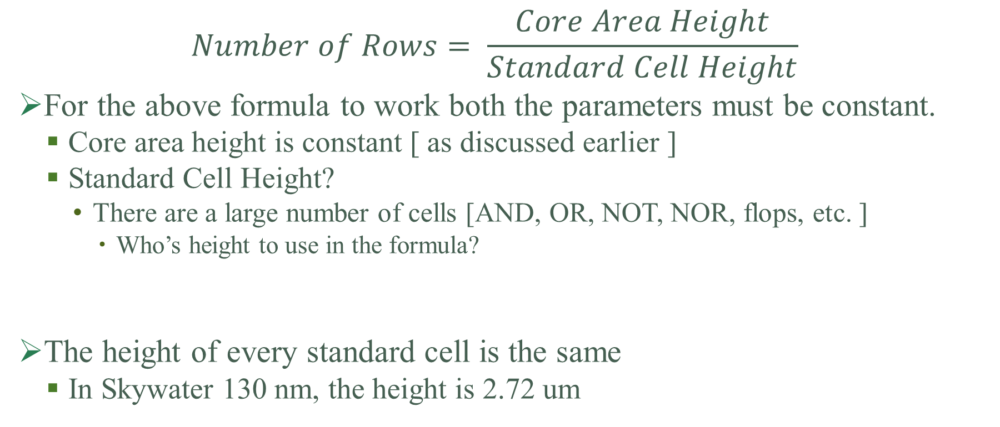 Number of Rows = Core Area Height / Standard Cell Height
For the above formula to work both the parameters must be constant.
Core area height is constant [ as discussed earlier ]
Standard Cell Height?
There are a large number of cells [AND, OR, NOT, NOR, flops, etc. ]
Who’s height to use in the formula?
The height of every standard cell is the same
In Skywater 130 nm, the height is 2.72 um